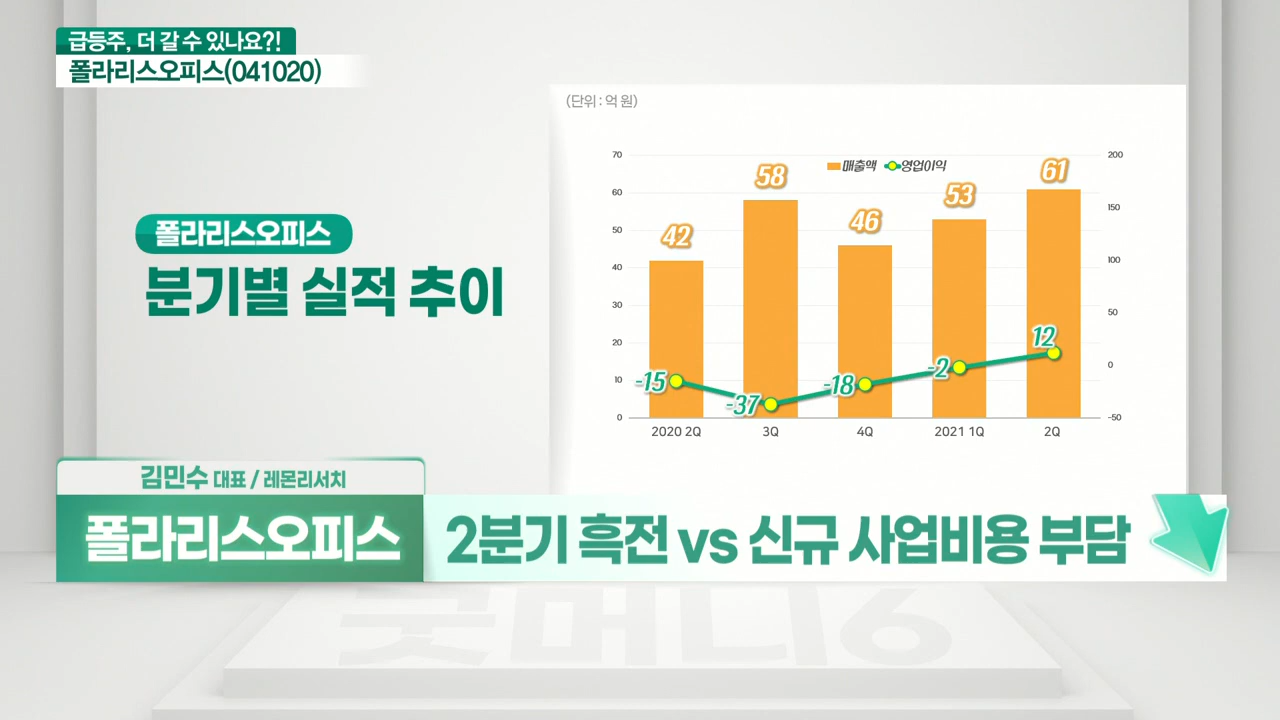 급등주, 더 갈 수 있나요?!
폴라리스오피스(041020)
(단위 : 억 원)
폴라리스오피스
분기별 실적 추이
매출액 영업이익
70
60
50
40
30
20
10
0
200
150
100
50
0
-50
42
58
46
53
61
-15
-37
-18
-2
12
2020 2Q
3Q
4Q
2021 1Q
2Q
김민수 대표 / 레몬리서치
폴라리스오피스
2분기 흑전 vs 신규 사업비용 부담
굿머니6